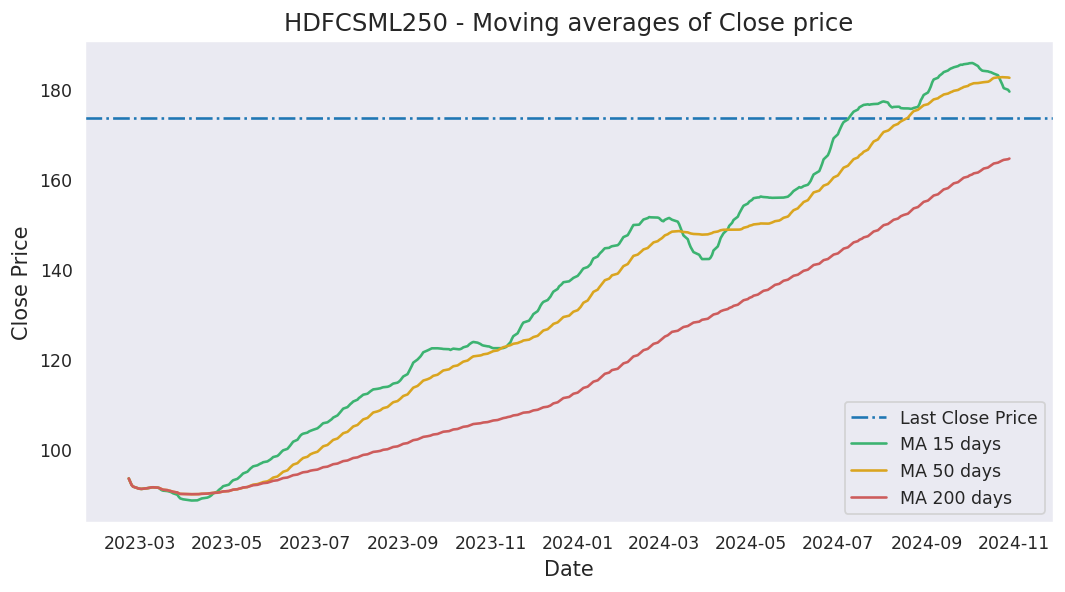 HDFCSML250 - Moving averages of Close price
Close Price
180
160
140
120
100
Last Close Price
MA 15 days
MA 50 days
MA 200 days
2023-03 2023-05 2023-07 2023-09 2023-11 2024-01 2024-03 2024-05 2024-07 2024-09 2024-11
Date